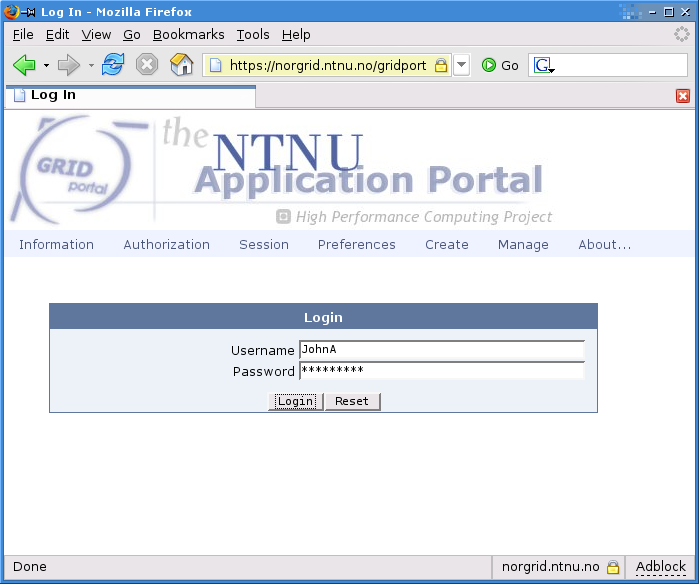 Log In - Mozilla Firefox
File Edit View Go Bookmarks Tools Help
https://norgrid.ntnu.no/gridport Go G
Log In
GRID portal
the NTNU
Application Portal
High Performance Computing Project
Information Authorization Session Preferences Create Manage About...
Login
Username JohnA
Password *********
Login Reset
Done norgrid.ntnu.no Adblock